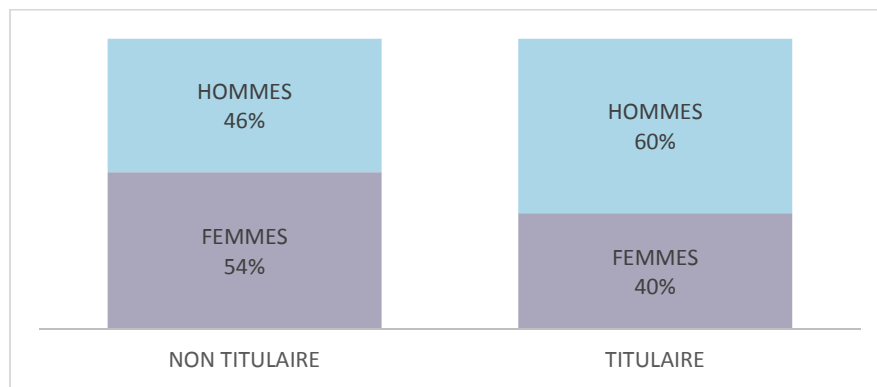 HOMMES
46%
FEMMES
54%
NON TITULAIRE
HOMMES
60%
FEMMES
40%
TITULAIRE